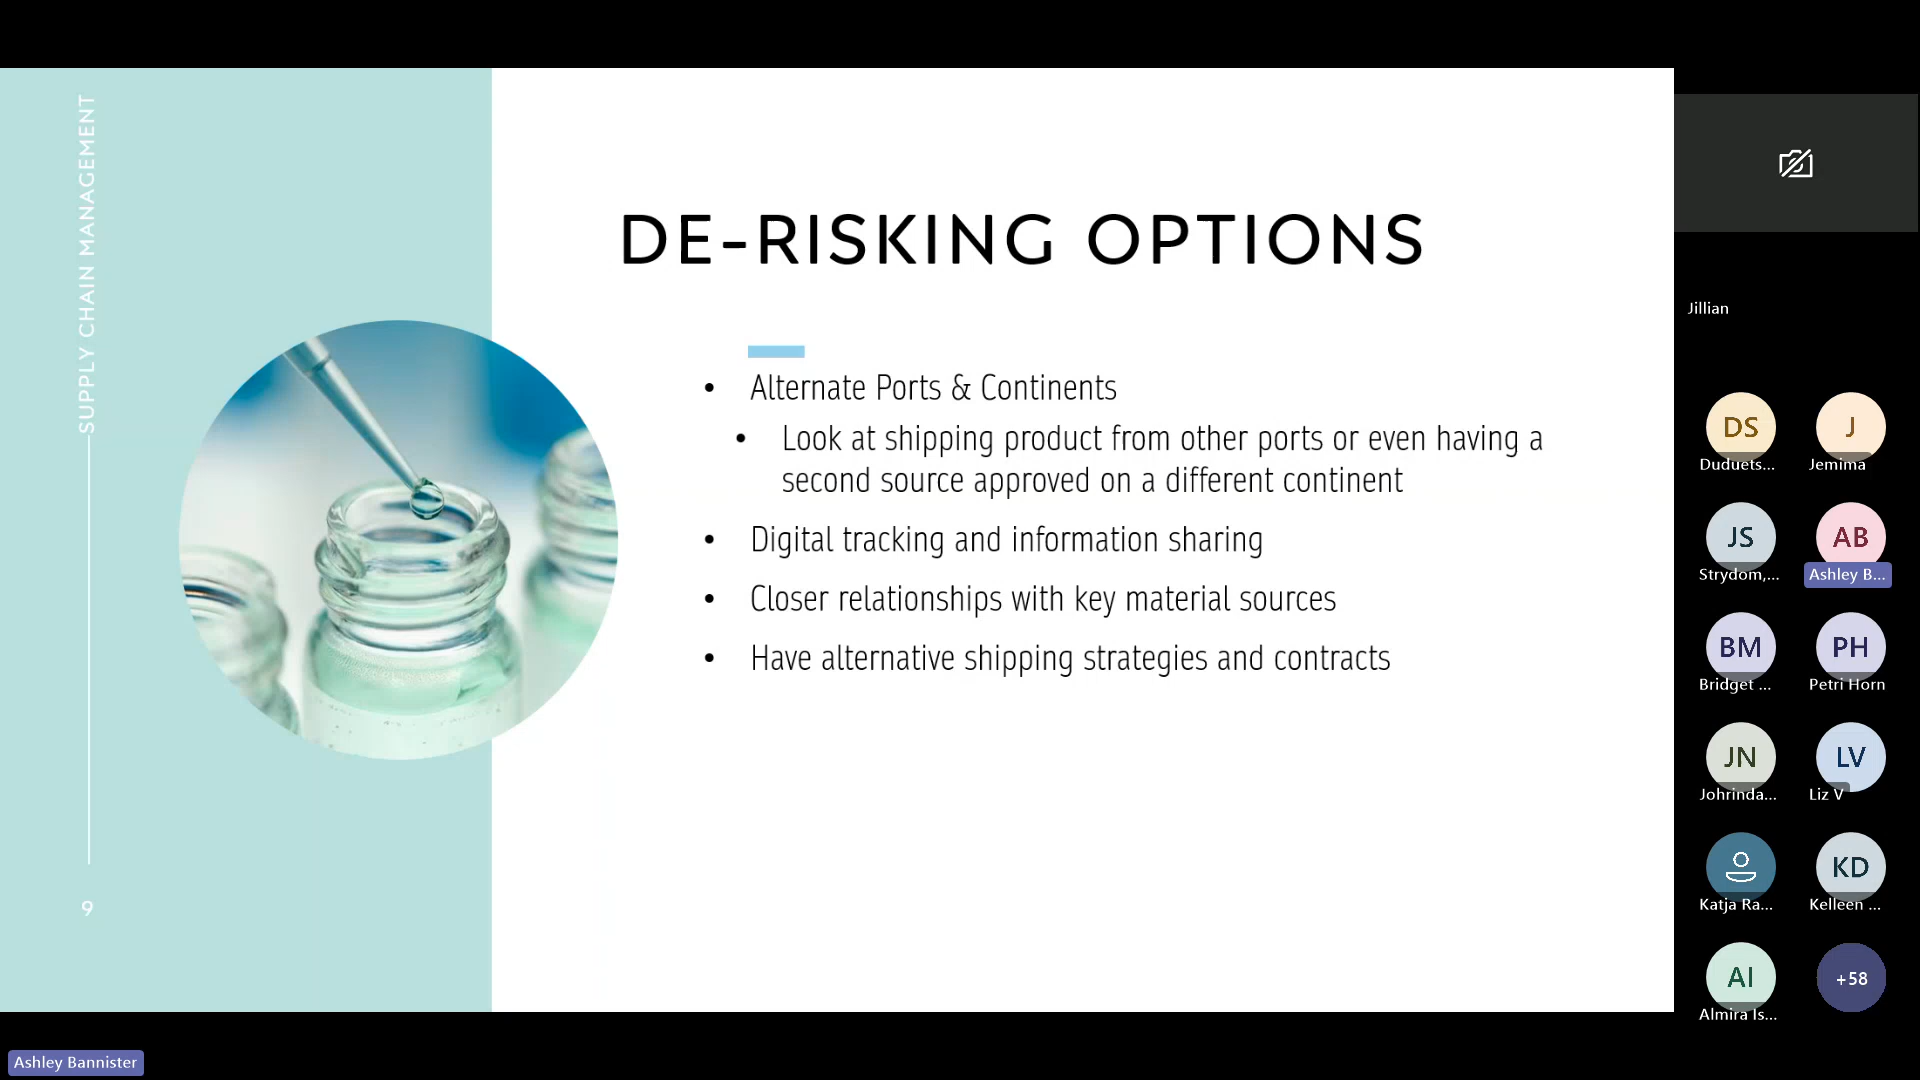 SUPPLY CHAIN MANAGEMENT
9
DE-RISKING OPTIONS
• Alternate Ports & Continents
• Look at shipping product from other ports or even having a
second source approved on a different continent
• Digital tracking and information sharing
• Closer relationships with key material sources
• Have alternative shipping strategies and contracts
Jillian
DS
Duduets...
J
Jemima
JS
Strydom,...
AB
Ashley B...
BM
Bridget ...
PH
Petri Horn
JN
Johrinda...
LV
Liz V
Katja Ra...
KD
Kelleen ...
AI
Almira Is...
+58
Ashley Bannister